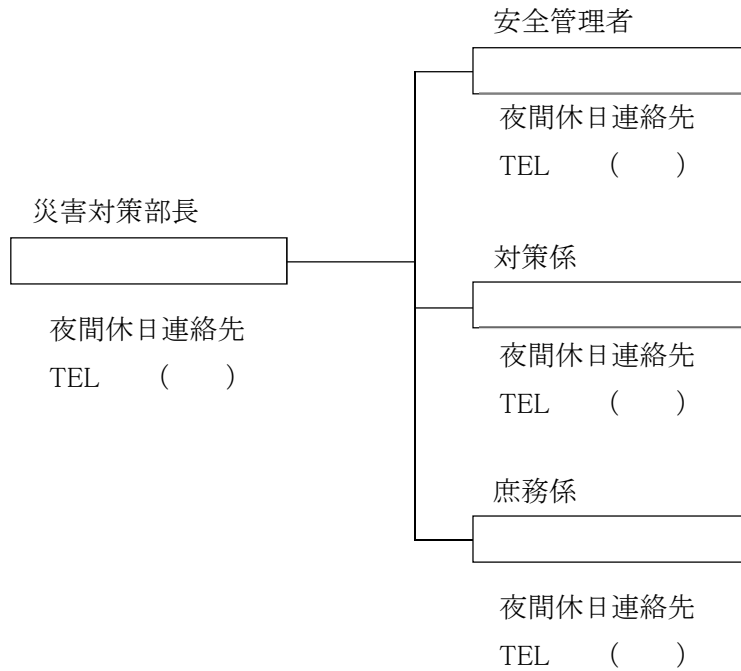 安全管理者
夜間休日連絡先
TEL　　（　　）
災害対策部長
夜間休日連絡先
TEL　　（　　）
対策係
夜間休日連絡先
TEL　　（　　）
庶務係
夜間休日連絡先
TEL　　（　　）